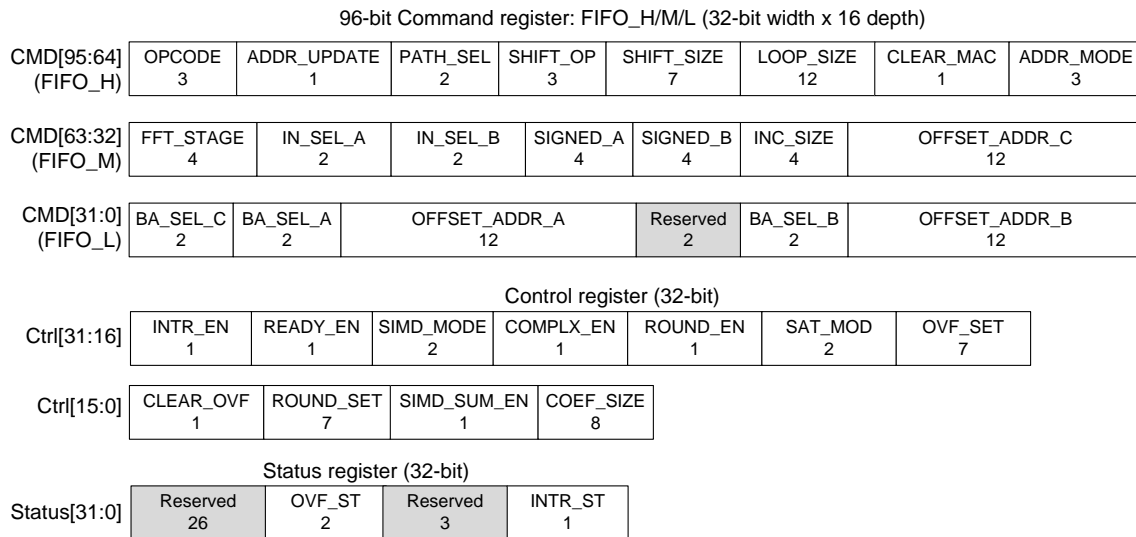 96-bit Command register: FIFO_H/M/L (32-bit width x 16 depth)
CMD[95:64] (FIFO_H)
OPCODE 3 ADDR_UPDATE 1 PATH_SEL 2 SHIFT_OP 3 SHIFT_SIZE 7 LOOP_SIZE 12 CLEAR_MAC 1 ADDR_MODE 3
CMD[63:32] (FIFO_M)
FFT_STAGE 4 IN_SEL_A 2 IN_SEL_B 2 SIGNED_A 4 SIGNED_B 4 INC_SIZE 4 OFFSET_ADDR_C 12
CMD[31:0] (FIFO_L)
BA_SEL_C 2 BA_SEL_A 2 OFFSET_ADDR_A 12 Reserved 2 BA_SEL_B 2 OFFSET_ADDR_B 12
Control register (32-bit)
Ctrl[31:16]
INTR_EN 1 READY_EN 1 SIMD_MODE 2 COMPLX_EN 1 ROUND_EN 1 SAT_MOD 2 OVF_SET 7
Ctrl[15:0]
CLEAR_OVF 1 ROUND_SET 7 SIMD_SUM_EN 1 COEF_SIZE 8
Status register (32-bit)
Status[31:0]
Reserved 26 OVF_ST 2 Reserved 3 INTR_ST 1